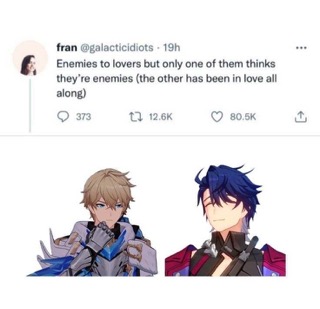 fran @galacticidiots · 19h
Enemies to lovers but only one of them thinks
they're enemies (the other has been in love all
along)
373 12.6K 80.5K